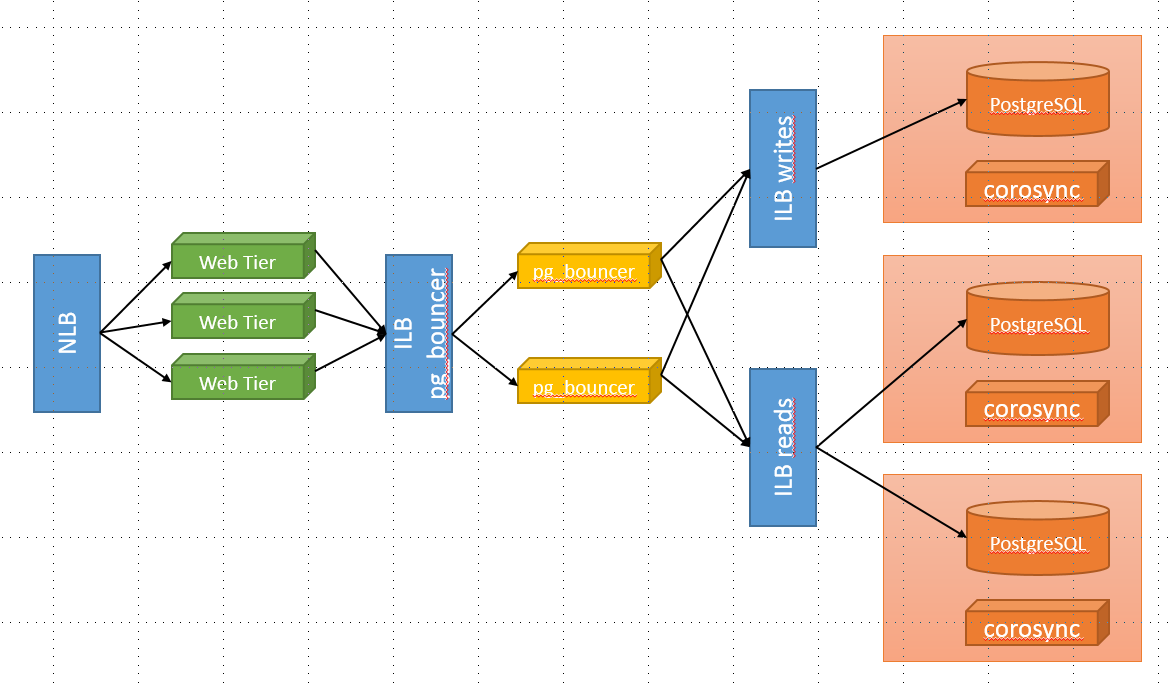 NLB
Web Tier
Web Tier
Web Tier
ILB
pg_bouncer
pg_bouncer
pg_bouncer
ILB writes
ILB reads
PostgreSQL
corosync
PostgreSQL
corosync
PostgreSQL
corosync